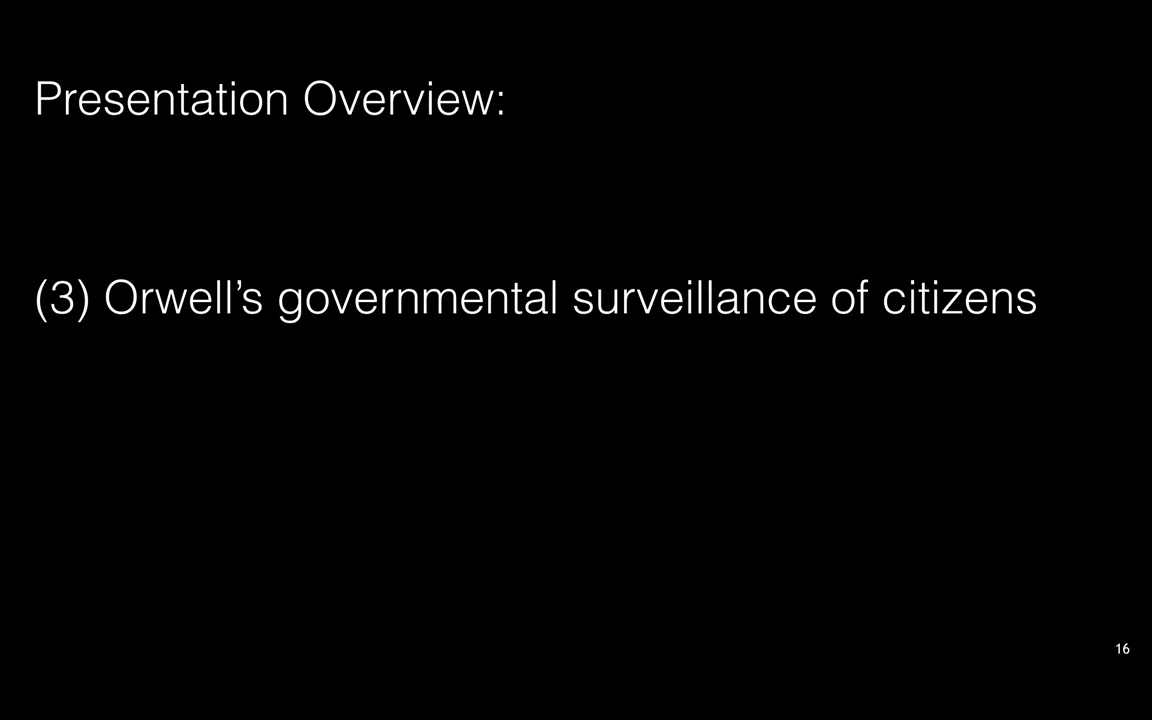 Presentation Overview:
(3) Orwell’s governmental surveillance of citizens
16